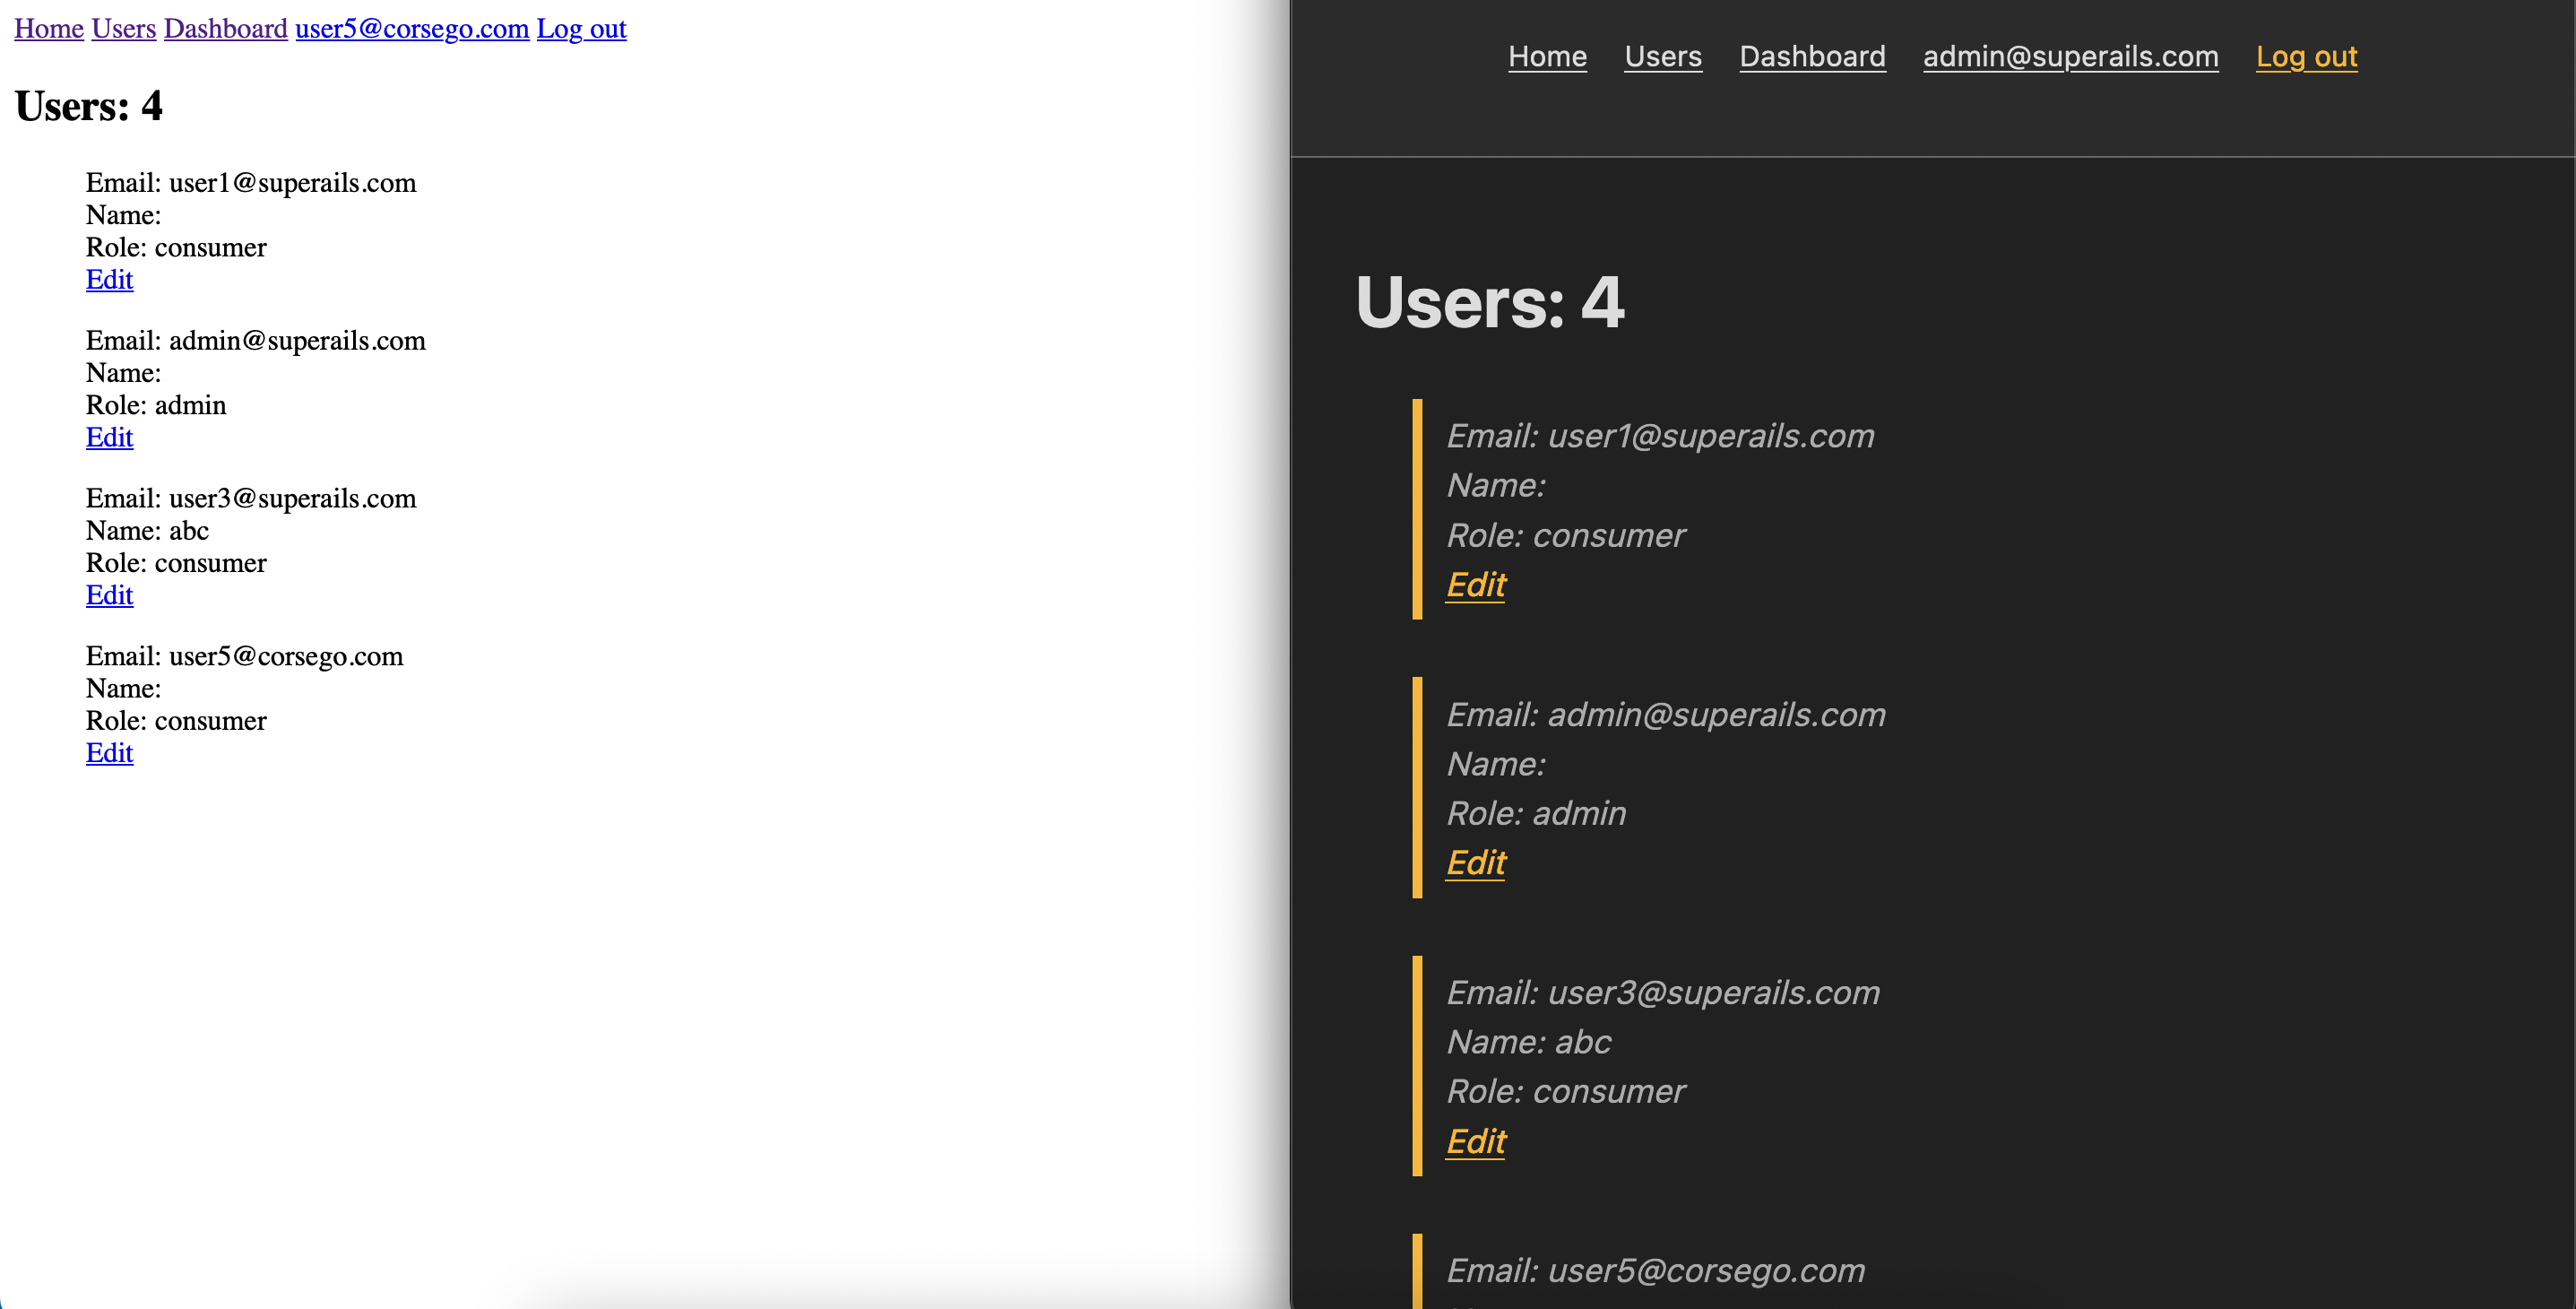 Home Users Dashboard user5@corsego.com Log out
Users: 4
Email: user1@superails.com
Name:
Role: consumer
Edit
Email: admin@superails.com
Name:
Role: admin
Edit
Email: user3@superails.com
Name: abc
Role: consumer
Edit
Email: user5@corsego.com
Name:
Role: consumer
Edit
Home Users Dashboard admin@superails.com Log out
Users: 4
Email: user1@superails.com
Name:
Role: consumer
Edit
Email: admin@superails.com
Name:
Role: admin
Edit
Email: user3@superails.com
Name: abc
Role: consumer
Edit
Email: user5@corsego.com